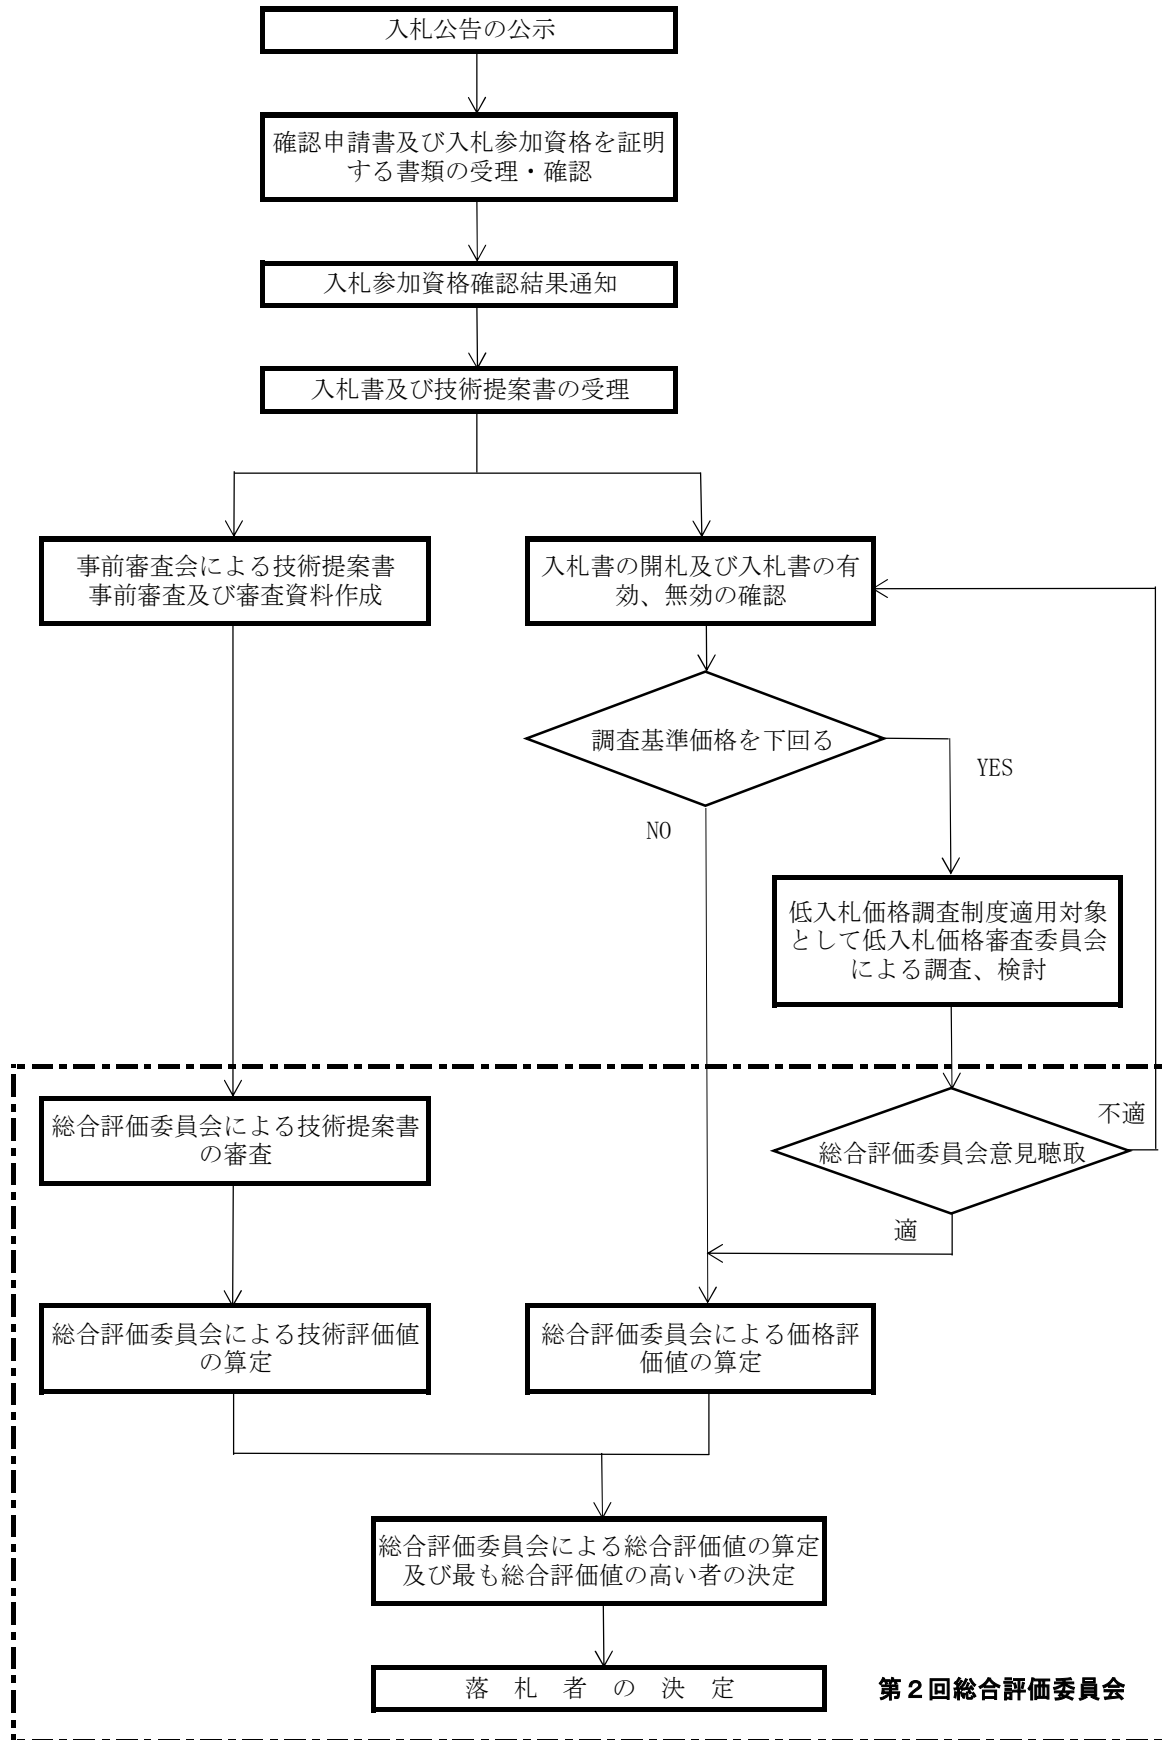 入札公告の公示
確認申請書及び入札参加資格を証明
する書類の受理・確認
入札参加資格確認結果通知
入札書及び技術提案書の受理
事前審査会による技術提案書
事前審査及び審査資料作成
入札書の開札及び入札書の有
効、無効の確認
調査基準価格を下回る
YES
NO
低入札価格調査制度適用対象
として低入札価格審査委員会
による調査、検討
総合評価委員会による技術提案書
の審査
総合評価委員会意見聴取
不適
適
総合評価委員会による技術評価値
の算定
総合評価委員会による価格評
価値の算定
総合評価委員会による総合評価値の算定
及び最も総合評価値の高い者の決定
落 札 者 の 決 定
第２回総合評価委員会